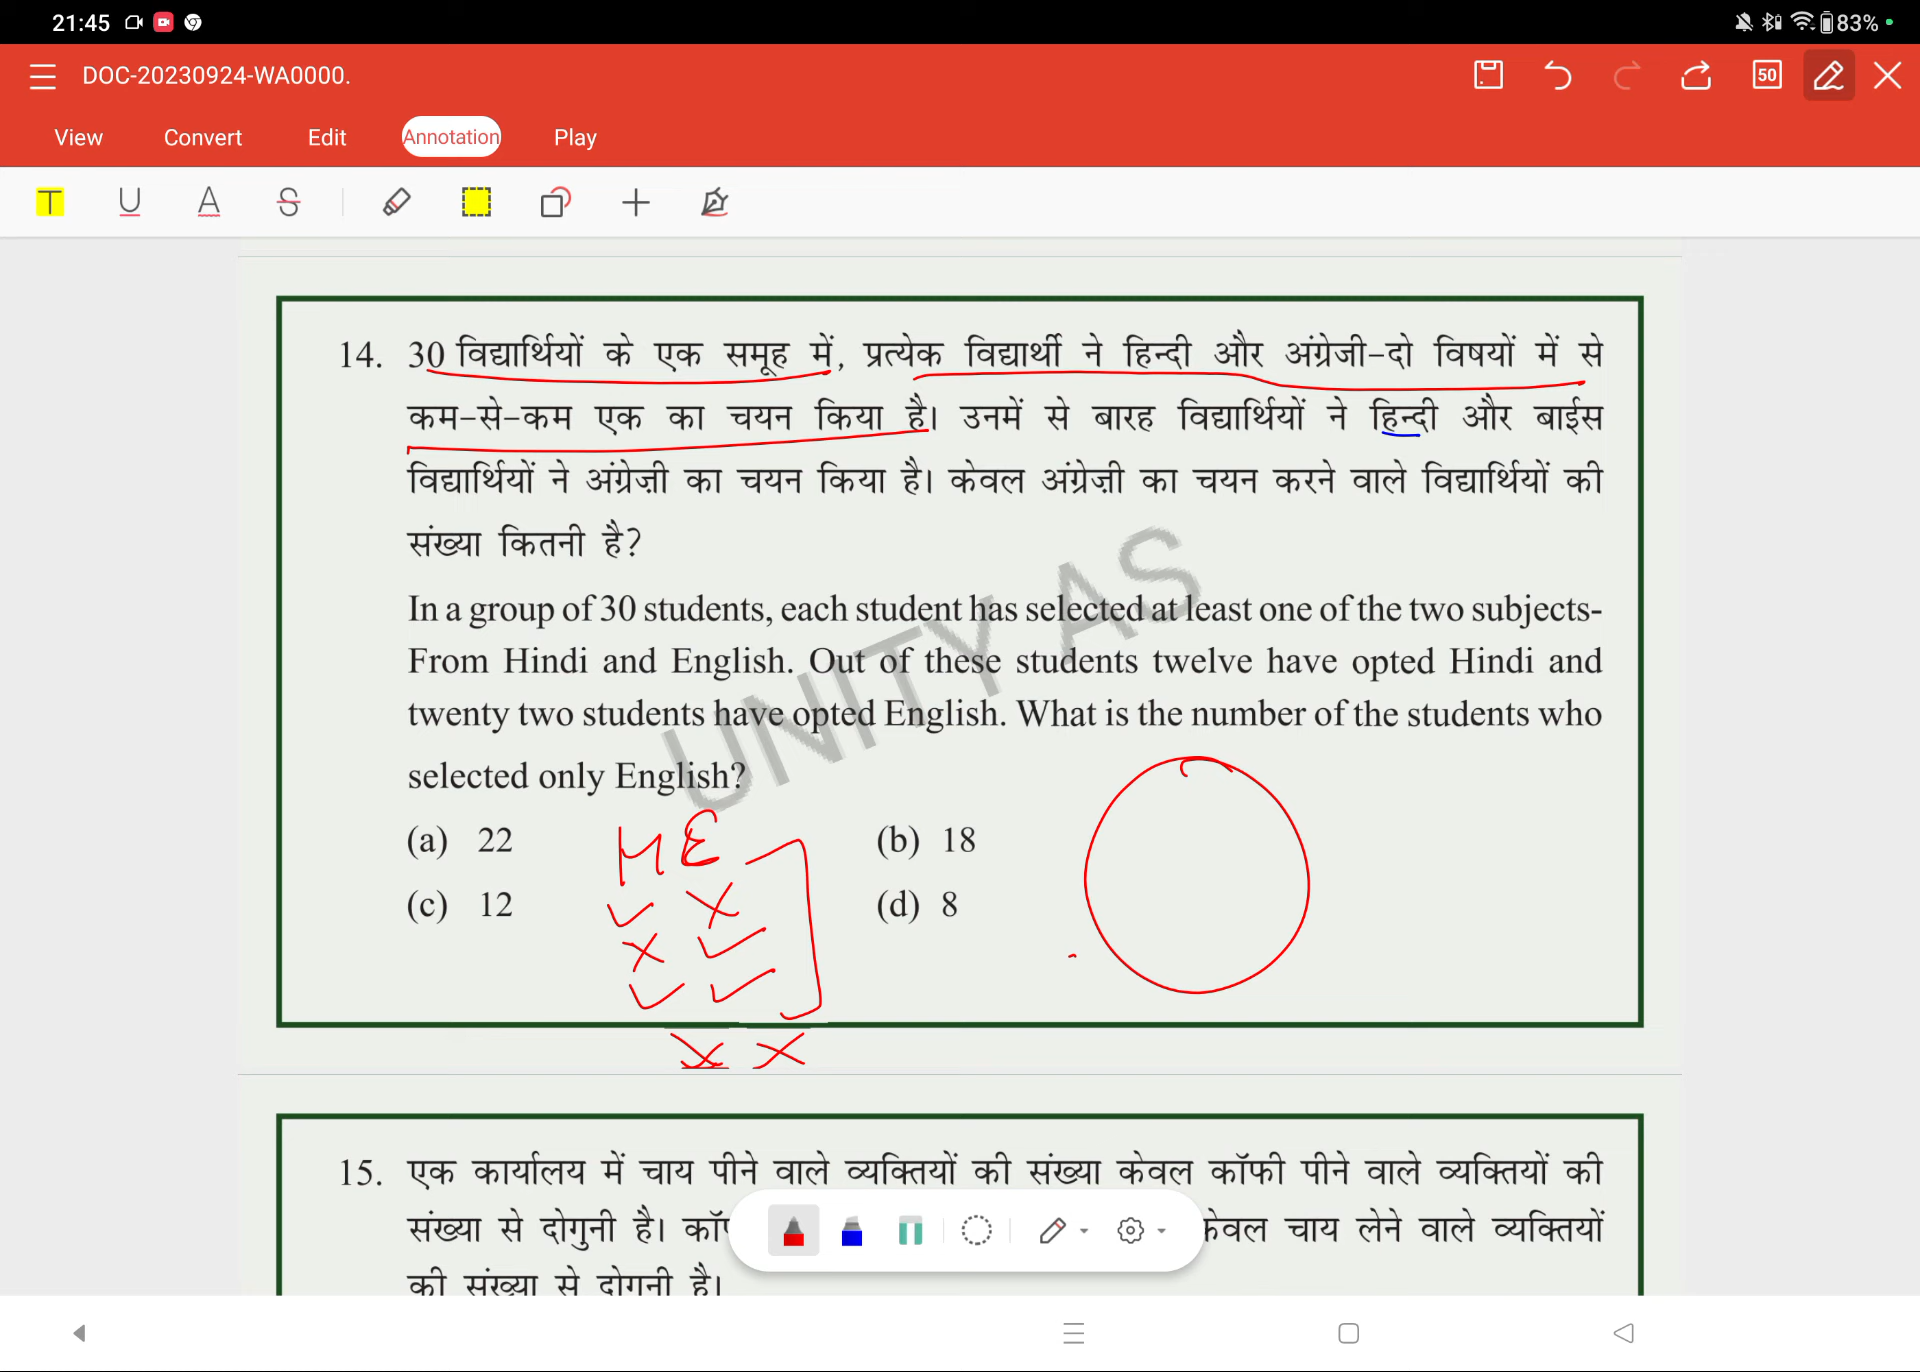 21:45
83%
DOC-20230924-WA0000.
50
View Convert Edit Annotation Play
T U A S
14. 30 विद्यार्थियों के एक समूह में, प्रत्येक विद्यार्थी ने हिन्दी और अंग्रेजी-दो विषयों में से
कम-से-कम एक का चयन किया है। उनमें से बारह विद्यार्थियों ने हिन्दी और बाईस
विद्यार्थियों ने अंग्रेज़ी का चयन किया है। केवल अंग्रेज़ी का चयन करने वाले विद्यार्थियों की
संख्या कितनी है?
In a group of 30 students, each student has selected at least one of the two subjects-
From Hindi and English. Out of these students twelve have opted Hindi and
twenty two students have opted English. What is the number of the students who
selected only English?
UNITY AS
(a) 22 (b) 18
(c) 12 (d) 8
H E
15. एक कार्यालय में चाय पीने वाले व्यक्तियों की संख्या केवल कॉफी पीने वाले व्यक्तियों की
संख्या से दोगुनी है। केवल चाय लेने वाले व्यक्तियों
की संख्या से दोगुनी है।